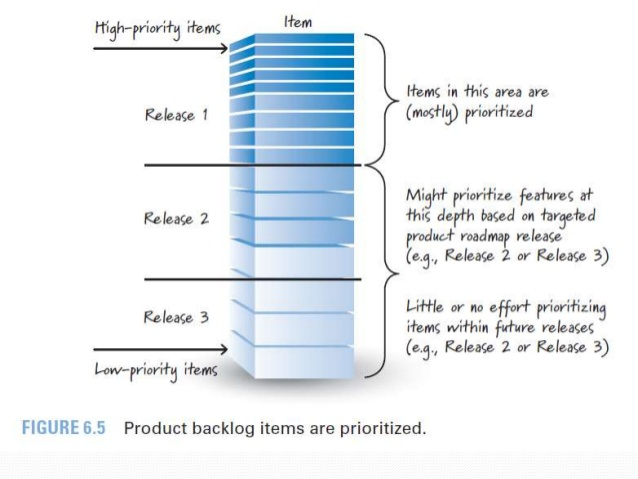 High-priority items
Item
Items in this area are
(mostly) prioritized
Release 1
Might prioritize features at
this depth based on targeted
product roadmap release
(e.g., Release 2 or Release 3)
Release 2
Little or no effort prioritizing
items within future releases
(e.g., Release 2 or Release 3)
Release 3
Low-priority items
FIGURE 6.5 Product backlog items are prioritized.